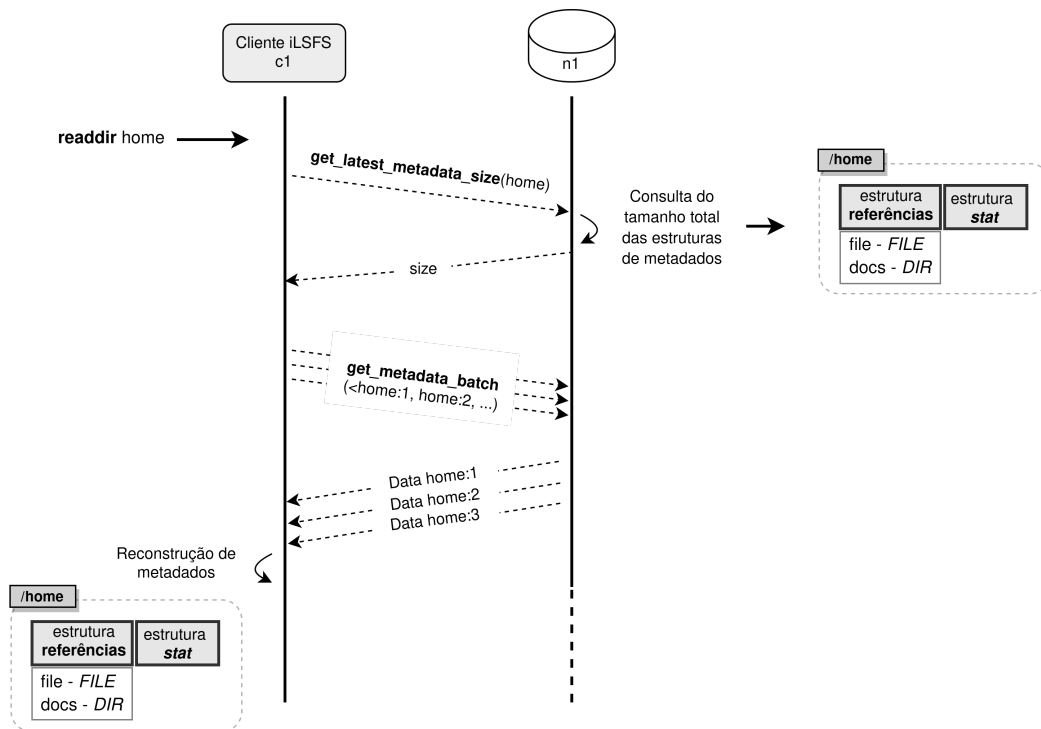 Cliente iLSFS
c1
n1
readdir home
get_latest_metadata_size(home)
Consulta do
tamanho total
das estruturas
de metadados
/home
estrutura
referências
estrutura
stat
file - FILE
docs - DIR
size
get_metadata_batch
(<home:1, home:2, ...)
Data home:1
Data home:2
Data home:3
Reconstrução de
metadados
/home
estrutura
referências
estrutura
stat
file - FILE
docs - DIR